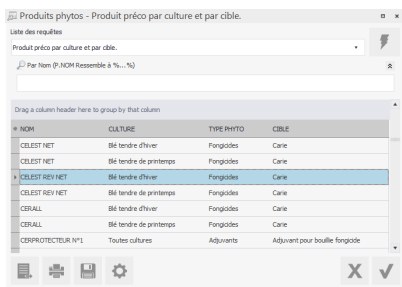 Produits phytos - Produit préco par culture et par cible.
Liste des requêtes
Produit préco par culture et par cible.
Par Nom (P.NOM Ressemble à %...%)
Drag a column header here to group by that column
NOM CULTURE TYPE PHYTO CIBLE
CELEST NET Blé tendre d'hiver Fongicides Carie
CELEST NET Blé tendre de printemps Fongicides Carie
CELEST REV NET Blé tendre d'hiver Fongicides Carie
CELEST REV NET Blé tendre de printemps Fongicides Carie
CERALL Blé tendre d'hiver Fongicides Carie
CERALL Blé tendre de printemps Fongicides Carie
CERPROTECTEUR N°1 Toutes cultures Adjuvants Adjuvant pour bouillie fongicide